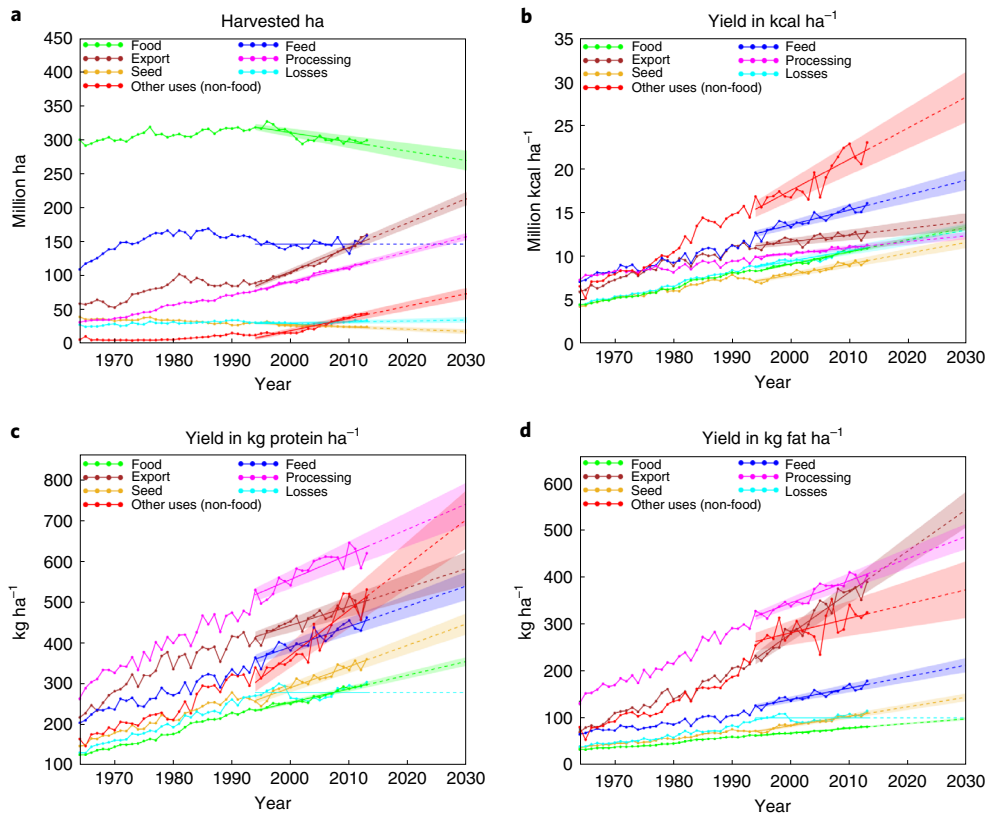 a
Harvested ha
450
400
350
300
250
200
150
100
50
0
Million ha
Food
Export
Seed
Other uses (non-food)
Feed
Processing
Losses
1970 1980 1990 2000 2010 2020 2030
Year
b
Yield in kcal ha⁻¹
35
30
25
20
15
10
5
0
Million kcal ha⁻¹
Food
Export
Seed
Other uses (non-food)
Feed
Processing
Losses
1970 1980 1990 2000 2010 2020 2030
Year
c
Yield in kg protein ha⁻¹
800
700
600
500
400
300
200
100
kg ha⁻¹
Food
Export
Seed
Other uses (non-food)
Feed
Processing
Losses
1970 1980 1990 2000 2010 2020 2030
Year
d
Yield in kg fat ha⁻¹
600
500
400
300
200
100
0
kg ha⁻¹
Food
Export
Seed
Other uses (non-food)
Feed
Processing
Losses
1970 1980 1990 2000 2010 2020 2030
Year